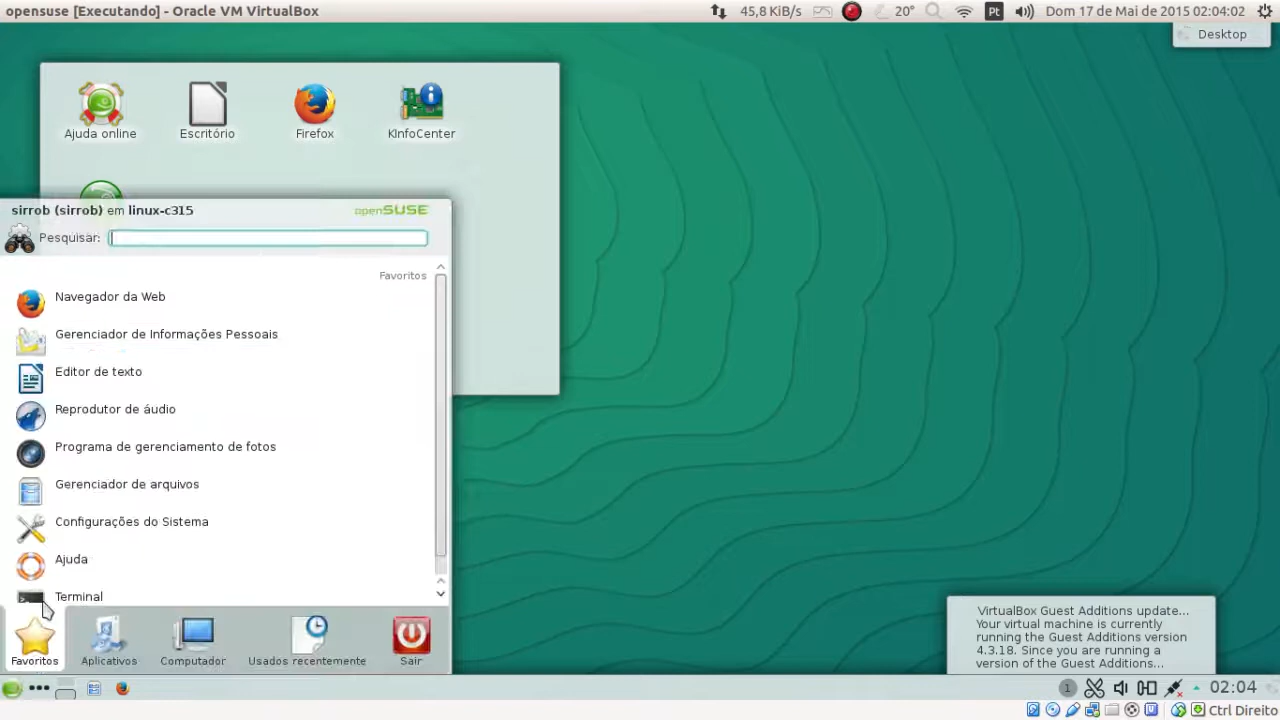 opensuse [Executando] - Oracle VM VirtualBox
45,8 KiB/s
20°
Pt
Dom 17 de Mai de 2015 02:04:02
Desktop
Ajuda online
Escritório
Firefox
KInfoCenter
sirrob (sirrob) em linux-c315
openSUSE
Pesquisar:
Favoritos
Navegador da Web
Gerenciador de Informações Pessoais
Editor de texto
Reprodutor de áudio
Programa de gerenciamento de fotos
Gerenciador de arquivos
Configurações do Sistema
Ajuda
Terminal
Favoritos
Aplicativos
Computador
Usados recentemente
Sair
VirtualBox Guest Additions update...
Your virtual machine is currently
running the Guest Additions version
4.3.18. Since you are running a
version of the Guest Additions...
1
02:04
Ctrl Direito